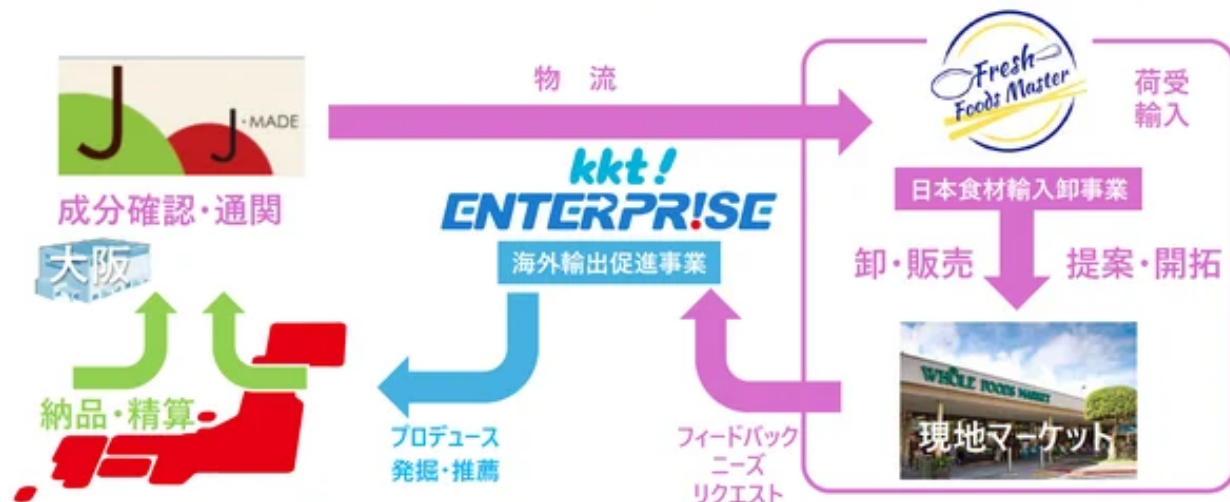 J J・MADE
成分確認・通関
大阪
納品・精算
物 流
kkt!
ENTERPR!SE
海外輸出促進事業
プロデュース
発掘・推薦
フィードバック
ニーズ
リクエスト
Fresh
Foods Master
荷受
輸入
日本食材輸入卸事業
卸・販売
提案・開拓
WHOLE FOODS MARKET
現地マーケット